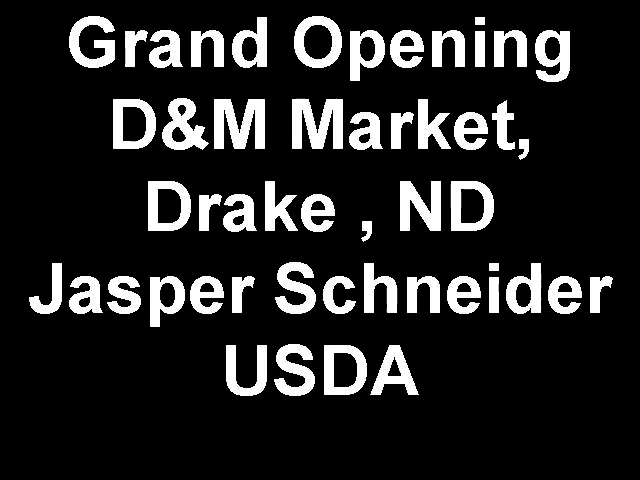 Grand Opening
D&M Market,
Drake , ND
Jasper Schneider
USDA